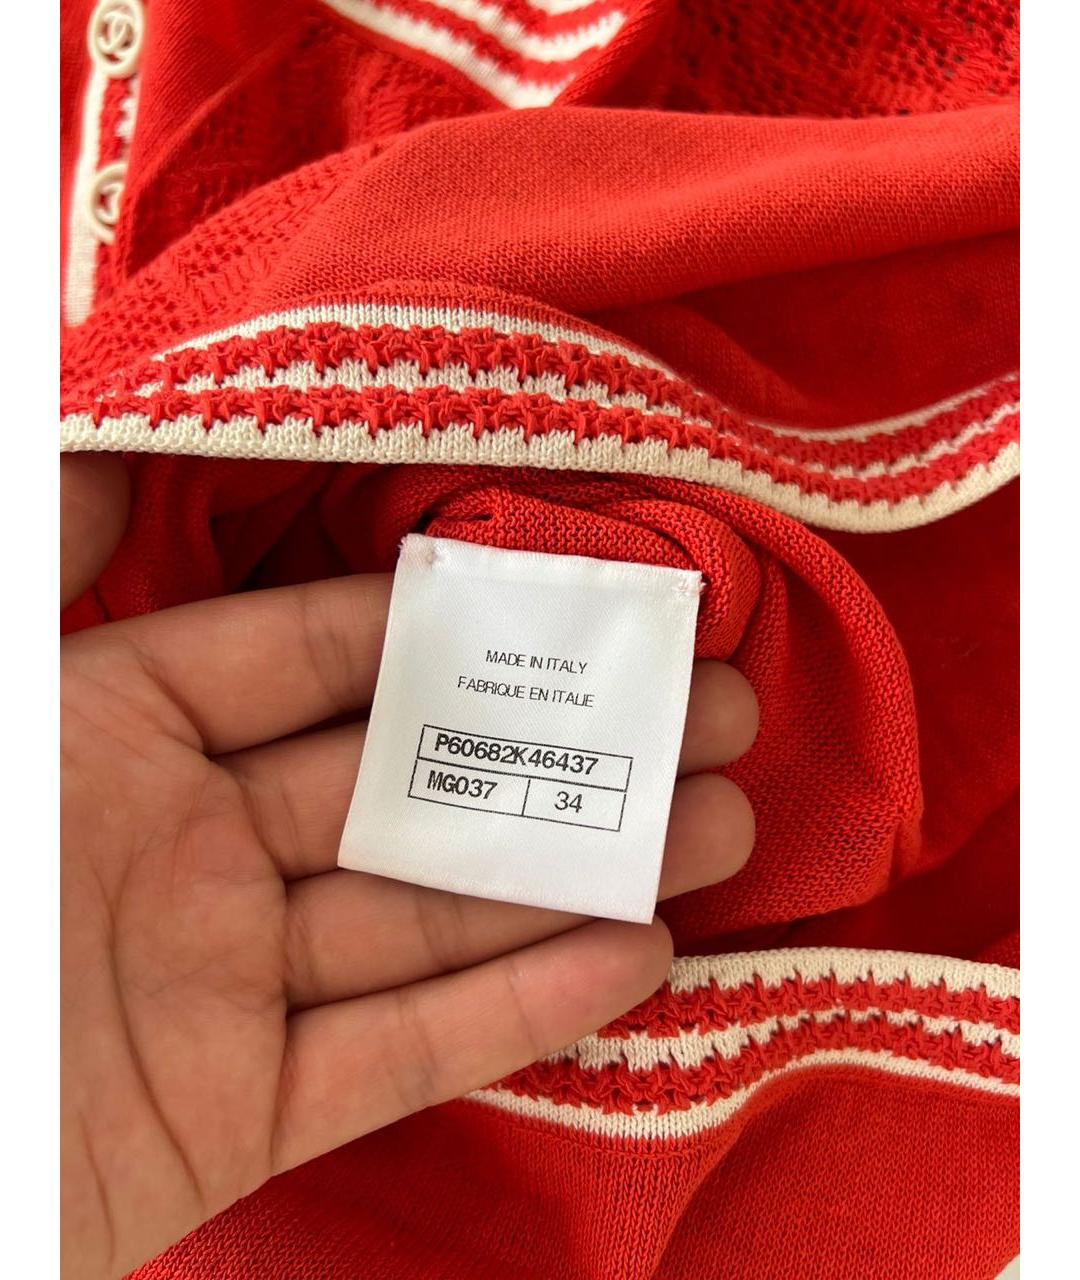 MADE IN ITALY
FABRIQUE EN ITALIE
P60682K46437
MG037 34